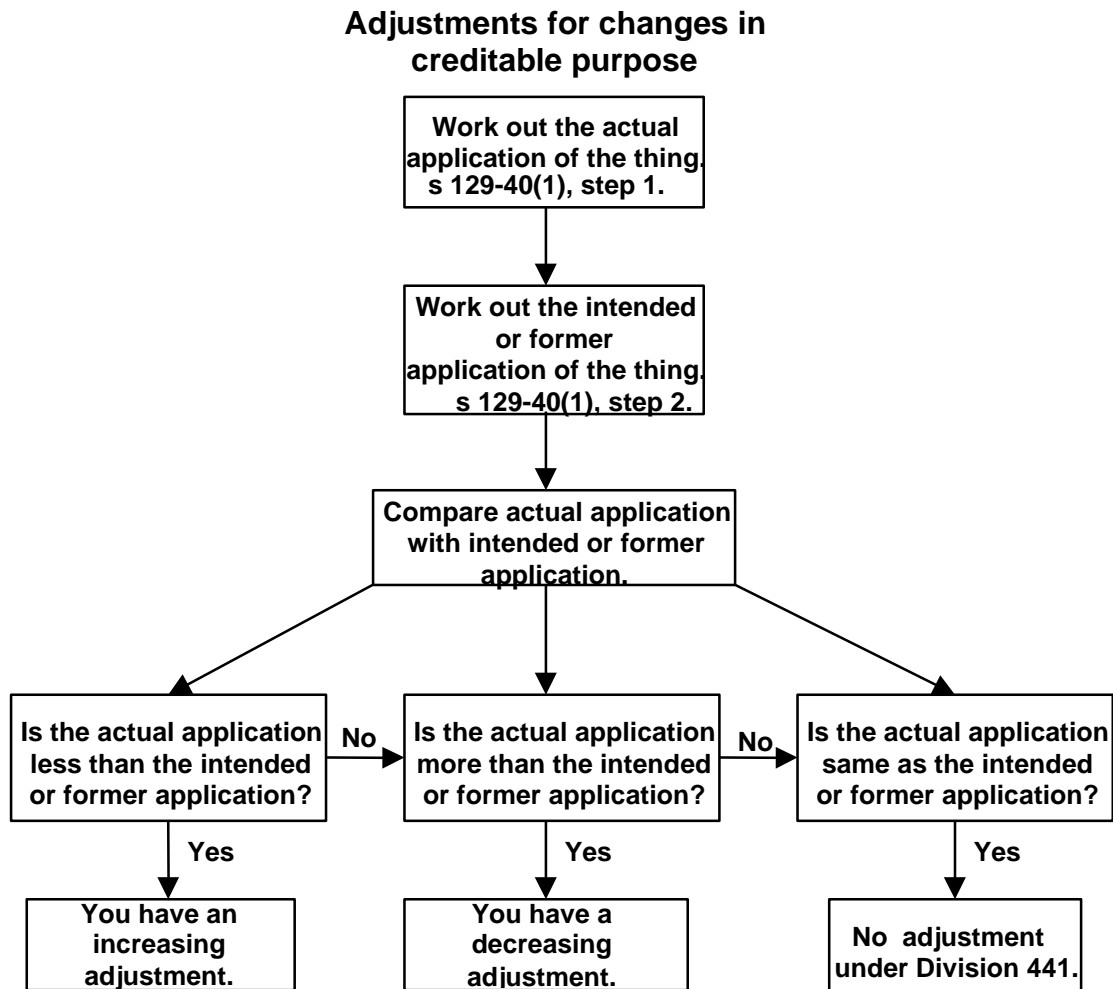 Adjustments for changes in
creditable purpose
Work out the actual
application of the thing.
s 129-40(1), step 1.
Work out the intended
or former
application of the thing.
s 129-40(1), step 2.
Compare actual application
with intended or former
application.
Is the actual application
less than the intended
or former application?
No
Is the actual application
more than the intended
or former application?
No
Is the actual application
same as the intended
or former application?
Yes
Yes
Yes
You have an
increasing
adjustment.
You have a
decreasing
adjustment.
No adjustment
under Division 441.